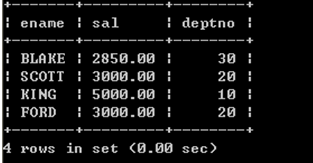 +-------+---------+--------+
| ename | sal     | deptno |
+-------+---------+--------+
| BLAKE | 2850.00 |     30 |
| SCOTT | 3000.00 |     20 |
| KING  | 5000.00 |     10 |
| FORD  | 3000.00 |     20 |
+-------+---------+--------+
4 rows in set (0.00 sec)